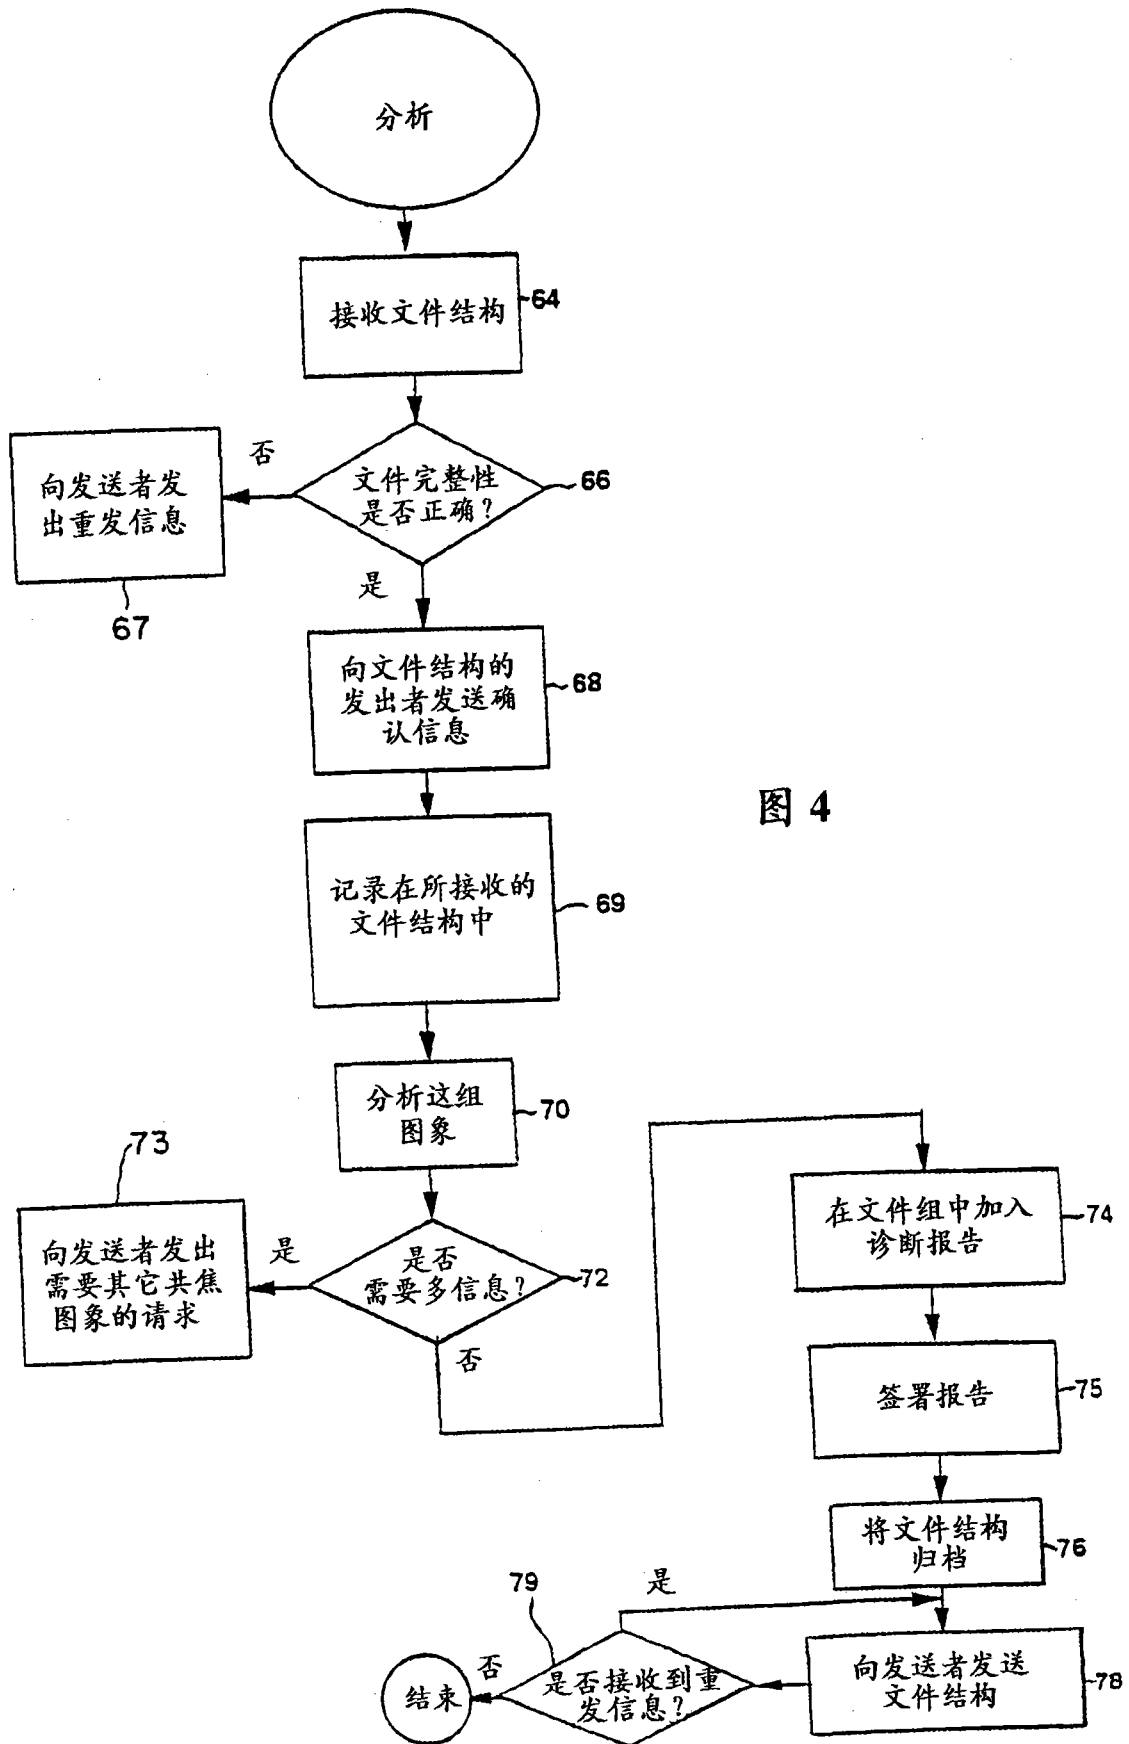 分析
接收文件结构
64
否
文件完整性
是否正确?
66
向发送者发
出重发信息
67
是
向文件结构的
发出者发送确
认信息
68
图 4
记录在所接收的
文件结构中
69
分析这组
图象
70
73
向发送者发出
需要其它共焦
图象的请求
是
是否
需要多信息?
72
否
在文件组中加入
诊断报告
74
签署报告
75
将文件结构
归档
76
79
是
向发送者发送
文件结构
78
是否接收到重
发信息?
否
结束